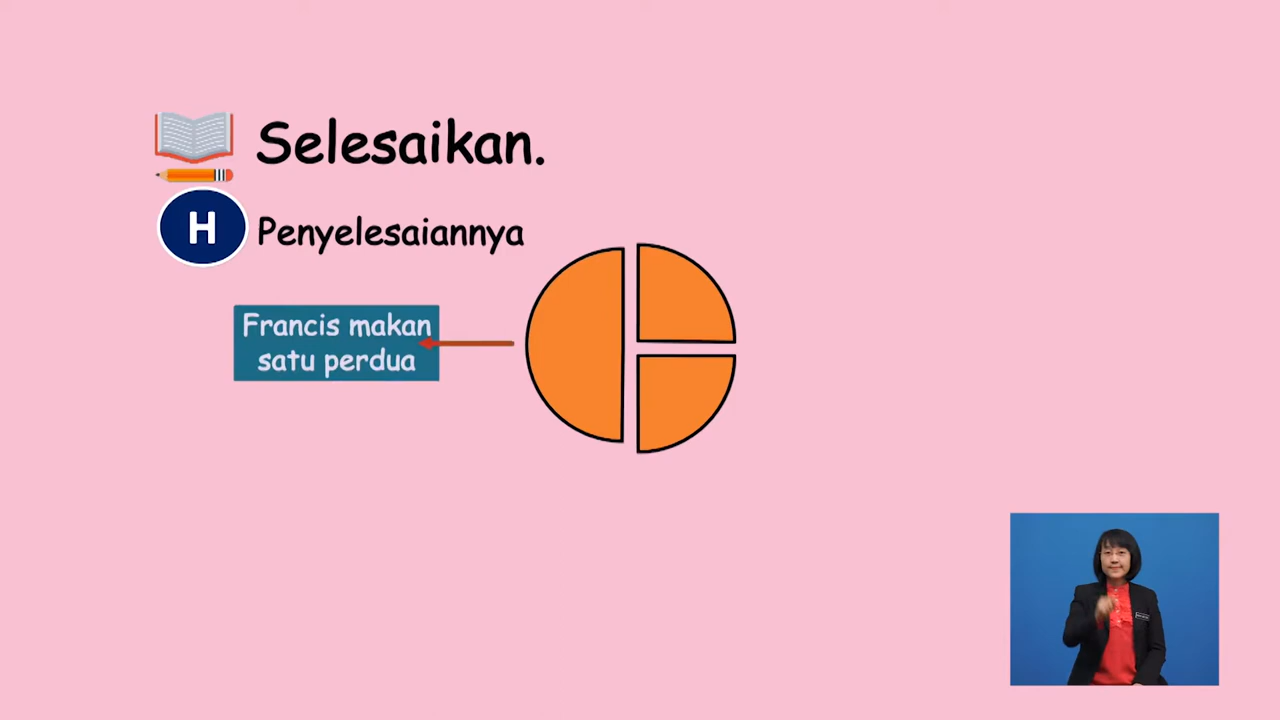 Selesaikan.
H
Penyelesaiannya
Francis makan
satu perdua